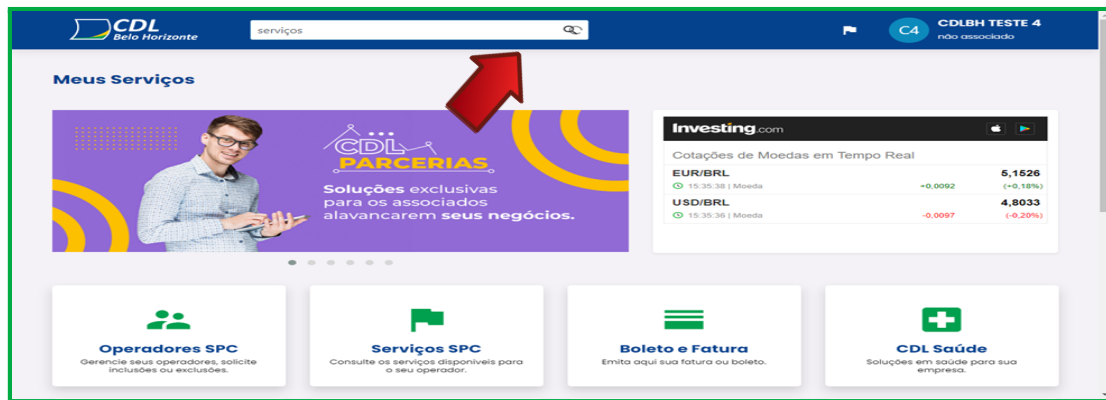 CDL
Belo Horizonte
serviços
C4
CDLBH TESTE 4
não associado
Meus Serviços
CDL
PARCERIAS
Soluções exclusivas
para os associados
alavancarem seus negócios.
Investing.com
Cotações de Moedas em Tempo Real
EUR/BRL 5,1526
15:35:38 | Moeda +0,0092 (+0,18%)
USD/BRL 4,8033
15:35:36 | Moeda -0,0097 (-0,20%)
Operadores SPC
Gerencie seus operadores, solicite
inclusões ou exclusões.
Serviços SPC
Consulte os serviços disponíveis para
o seu operador.
Boleto e Fatura
Emita aqui sua fatura ou boleto.
CDL Saúde
Soluções em saúde para sua
empresa.